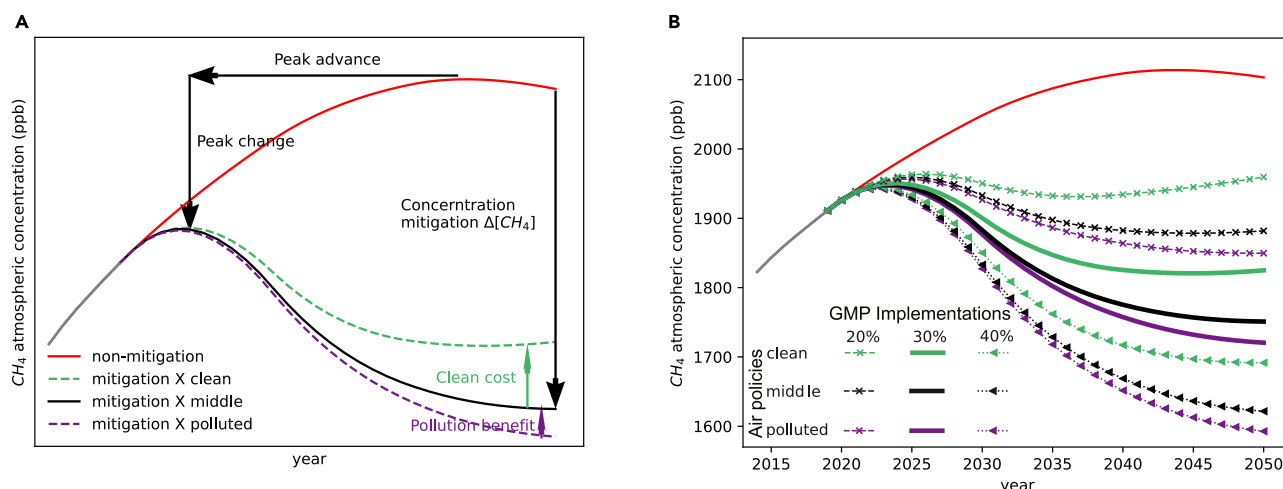 A
Peak advance
Peak change
Concerntration
mitigation Δ[CH₄]
CH₄ atmospheric concentration (ppb)
non-mitigation
mitigation X clean
mitigation X middle
mitigation X polluted
Clean cost
Pollution benefit
year
B
CH₄ atmospheric concentration (ppb)
2100
2000
1900
1800
1700
1600
GMP Implementations
20% 30% 40%
Air policies
clean
middle
polluted
2015 2020 2025 2030 2035 2040 2045 2050
year